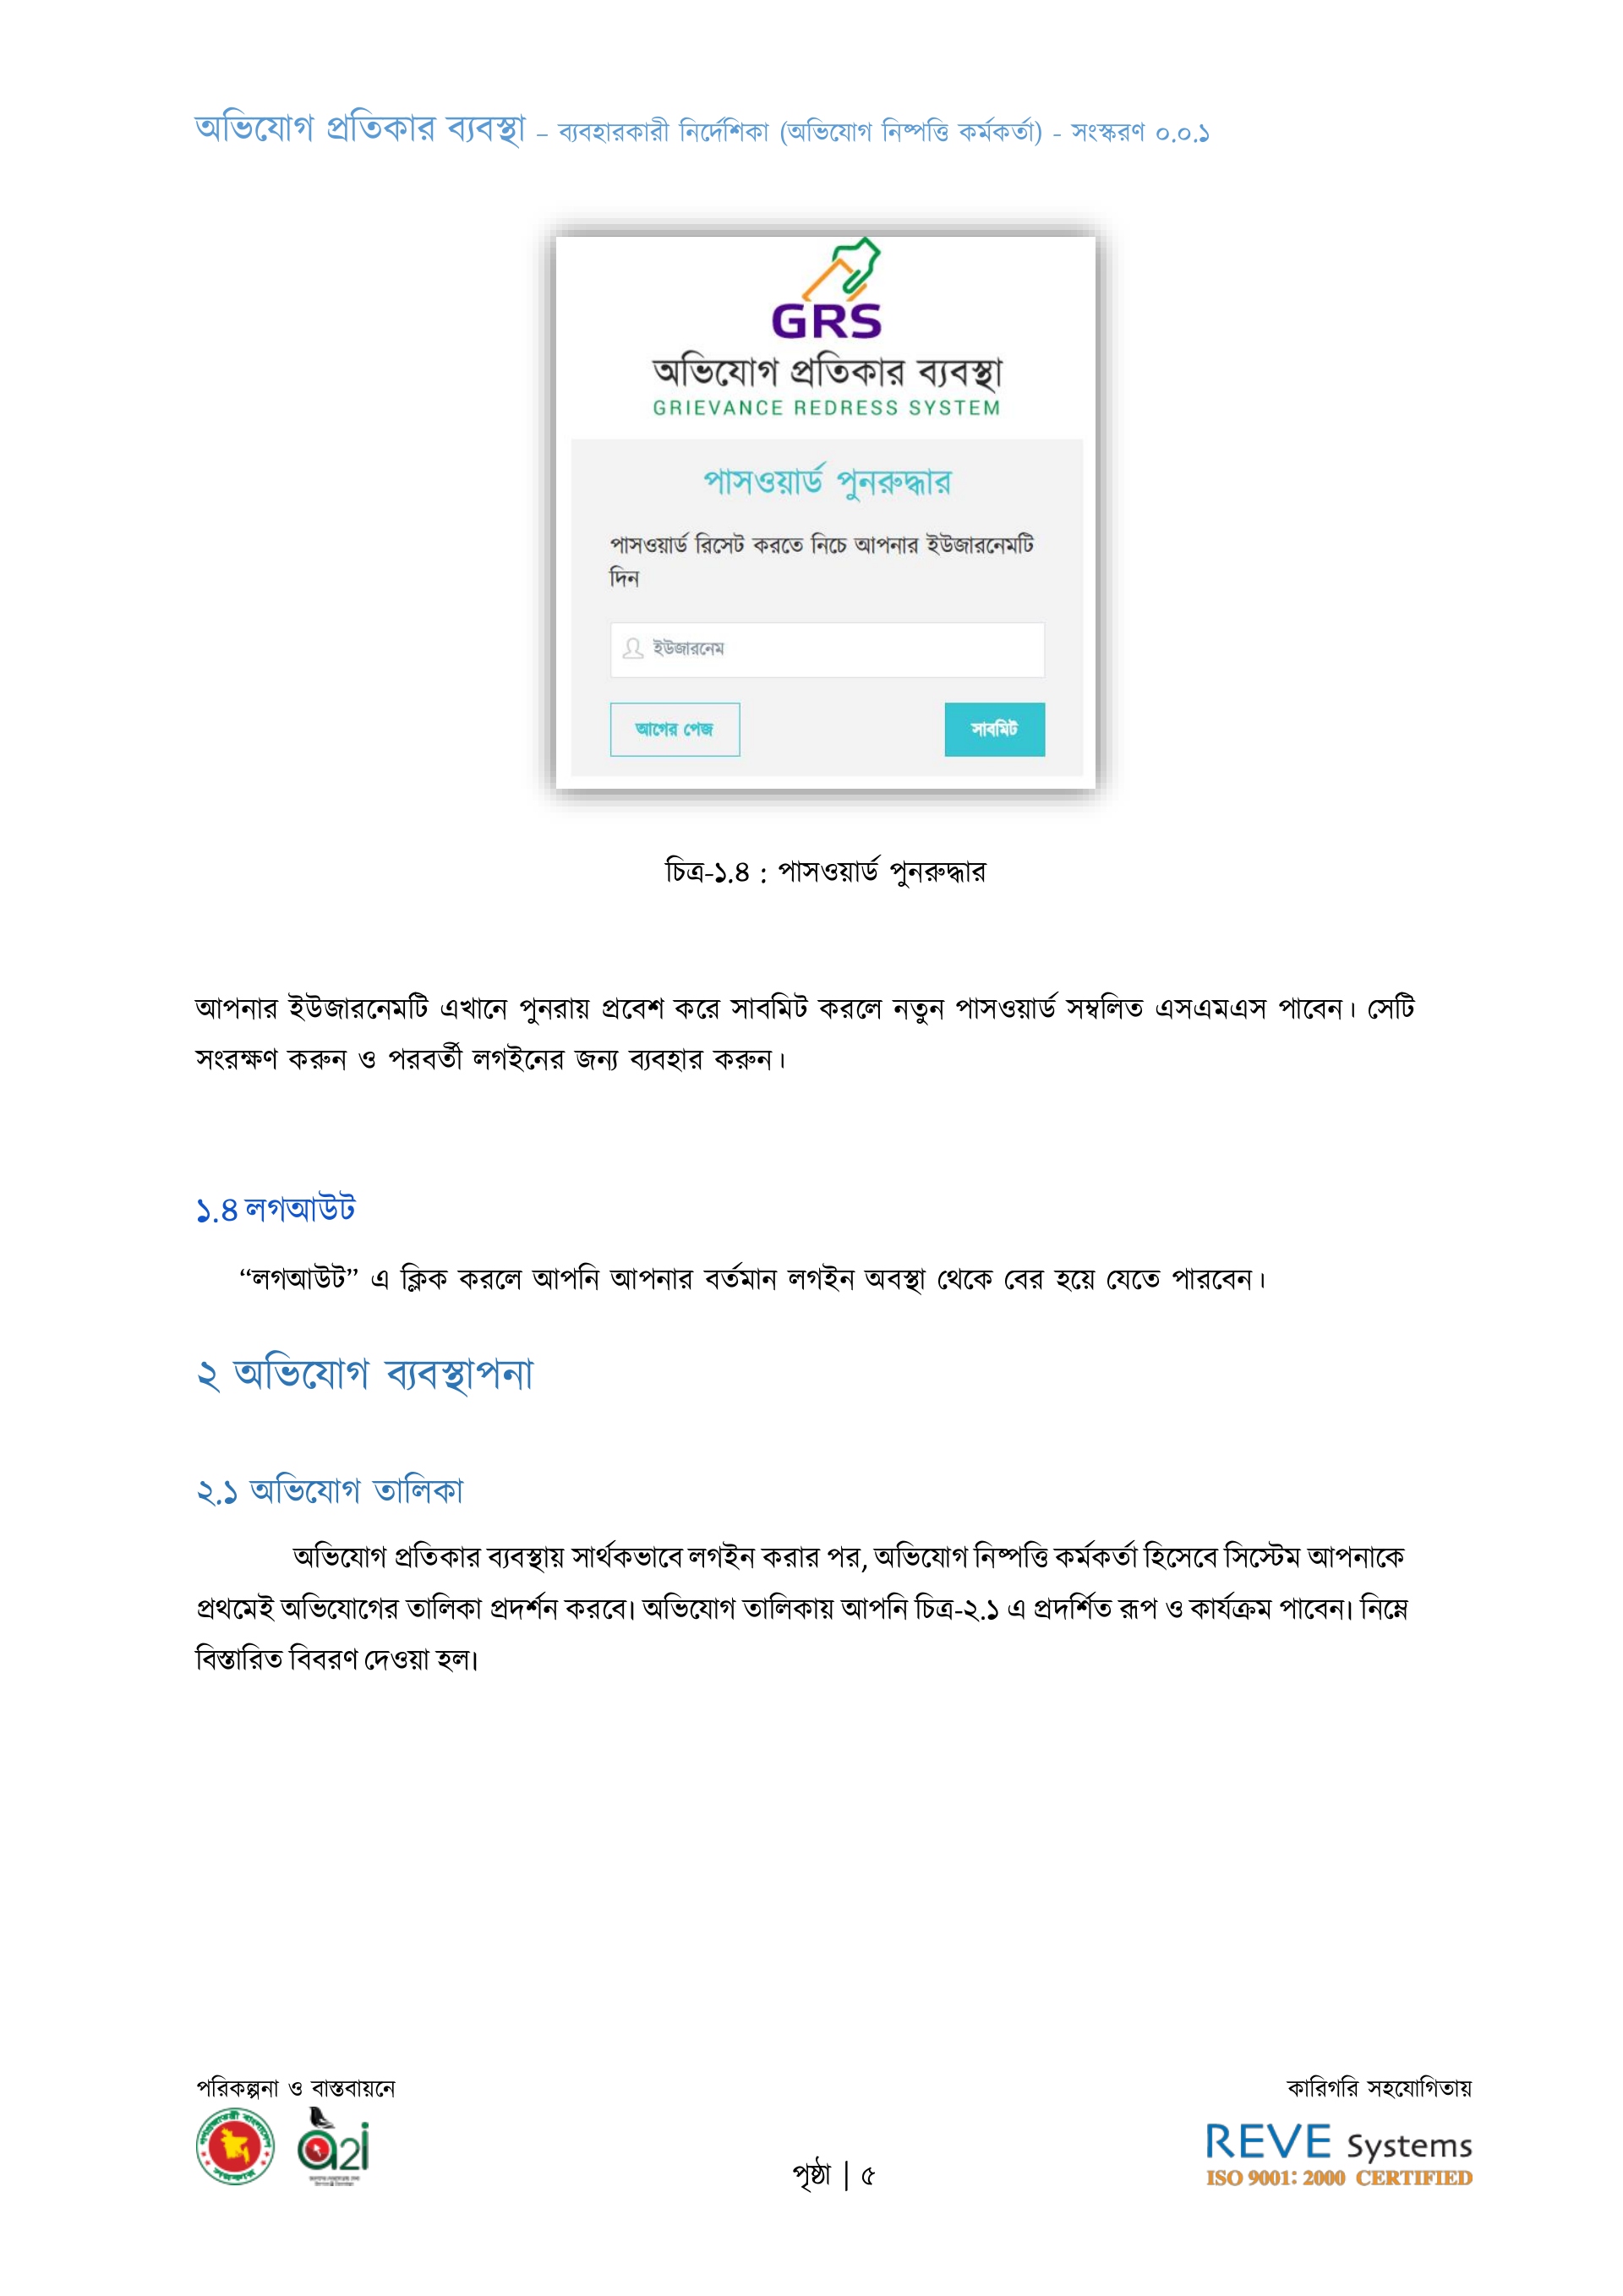 অভিযোগ প্রতিকার ব্যবস্থা – ব্যবহারকারী নির্দেশিকা (অভিযোগ নিষ্পত্তি কর্মকর্তা) - সংস্করণ ০.০.১
GRS
অভিযোগ প্রতিকার ব্যবস্থা
GRIEVANCE REDRESS SYSTEM
পাসওয়ার্ড পুনরুদ্ধার
পাসওয়ার্ড রিসেট করতে নিচে আপনার ইউজারনেমটি
দিন
ইউজারনেম
আগের পেজ
সাবমিট
চিত্র-১.৪ : পাসওয়ার্ড পুনরুদ্ধার
আপনার ইউজারনেমটি এখানে পুনরায় প্রবেশ করে সাবমিট করলে নতুন পাসওয়ার্ড সম্বলিত এসএমএস পাবেন। সেটি
সংরক্ষণ করুন ও পরবর্তী লগইনের জন্য ব্যবহার করুন।
১.৪ লগআউট
“লগআউট” এ ক্লিক করলে আপনি আপনার বর্তমান লগইন অবস্থা থেকে বের হয়ে যেতে পারবেন।
২ অভিযোগ ব্যবস্থাপনা
২.১ অভিযোগ তালিকা
অভিযোগ প্রতিকার ব্যবস্থায় সার্থকভাবে লগইন করার পর, অভিযোগ নিষ্পত্তি কর্মকর্তা হিসেবে সিস্টেম আপনাকে
প্রথমেই অভিযোগের তালিকা প্রদর্শন করবে। অভিযোগ তালিকায় আপনি চিত্র-২.১ এ প্রদর্শিত রূপ ও কার্যক্রম পাবেন। নিম্নে
বিস্তারিত বিবরণ দেওয়া হল।
পরিকল্পনা ও বাস্তবায়নে
কারিগরি সহযোগিতায়
a2i
REVE Systems
ISO 9001: 2000 CERTIFIED
পৃষ্ঠা | ৫